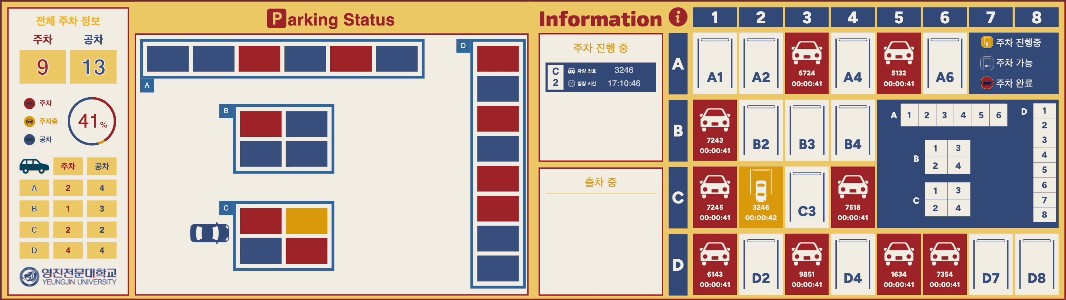 전체 주차 정보
주차 공차
9 13
주차
주차중
공차
41%
주차 공차
A 2 4
B 1 3
C 2 2
D 4 4
영진전문대학교
YEUNGJIN UNIVERSITY
Parking Status
A
B
C
D
Information i
주차 진행 중
C 2
차량 번호 3246
입장 시간 17:10:46
출차 중
1 2 3 4 5 6 7 8
A
A1
A2
6724
00:00:41
A4
5132
00:00:41
A6
주차 진행중
주차 가능
주차 완료
B
7243
00:00:41
B2
B3
B4
A 1 2 3 4 5 6
B
1 3
2 4
C
1 3
2 4
D
1
2
3
4
5
6
7
8
C
7245
00:00:41
3246
00:00:42
C3
7518
00:00:41
D
6143
00:00:41
D2
9851
00:00:41
D4
1634
00:00:41
7354
00:00:41
D7
D8